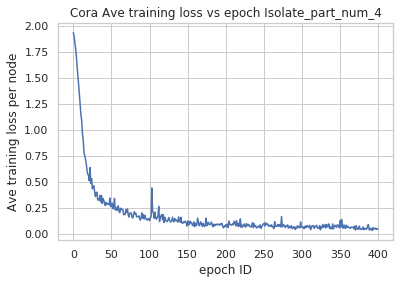 Cora Ave training loss vs epoch Isolate_part_num_4
Ave training loss per node
2.00
1.75
1.50
1.25
1.00
0.75
0.50
0.25
0.00
0 50 100 150 200 250 300 350 400
epoch ID